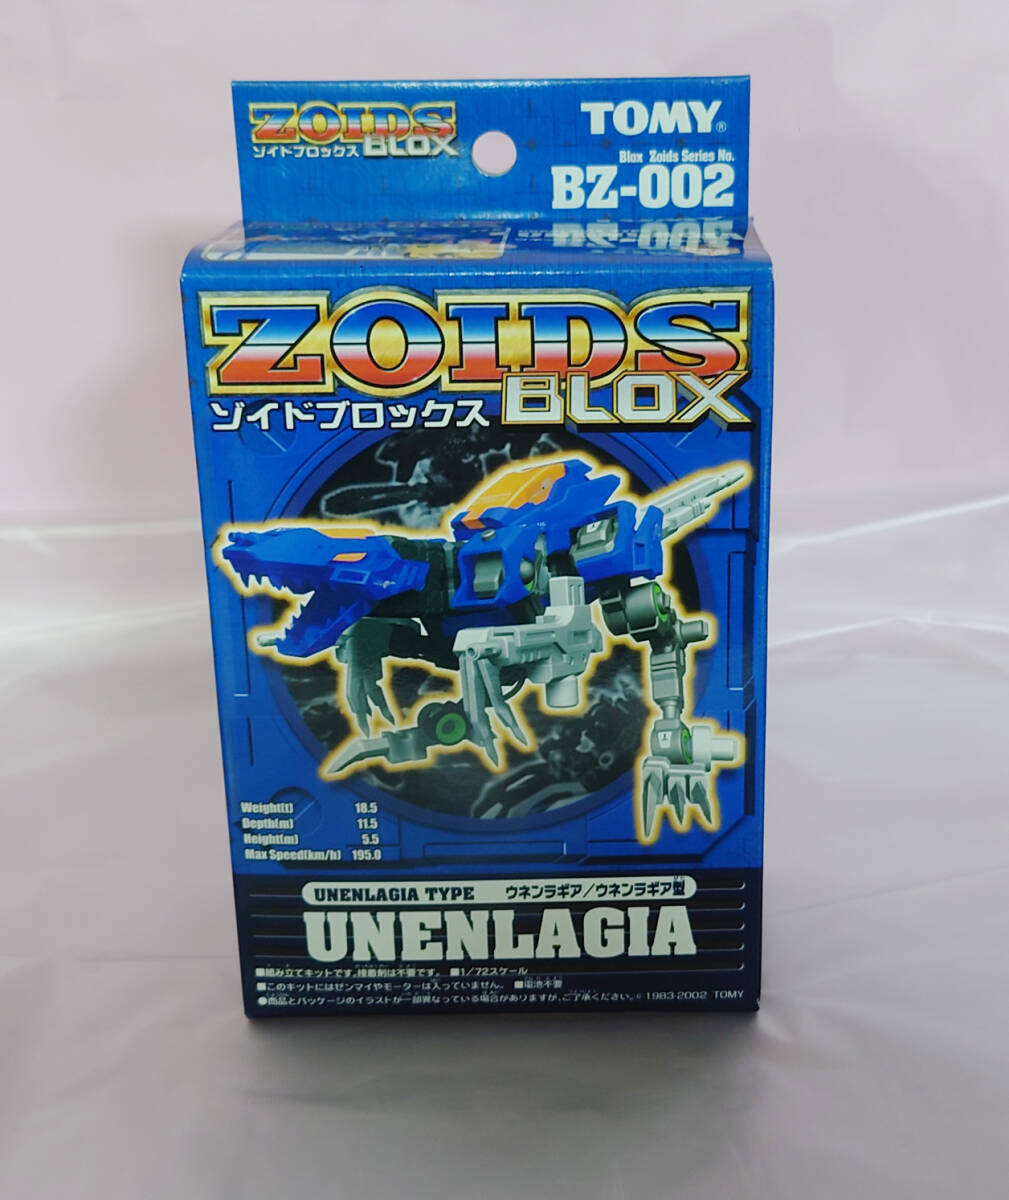 ZOIDS
ゾイドブロックス BLOX
TOMY®
Blox Zoids Series No.
BZ-002
BZ-002
ZOIDS
ゾイドブロックス BLOX
Weight(t) 18.5
Depth(m) 11.5
Height(m) 5.5
Max Speed(km/h) 195.0
UNENLAGIA TYPE ウネンラギア/ウネンラギア型
UNENLAGIA
■組み立てキットです。接着剤は不要です。 ■1/72スケール
■このキットにはゼンマイやモーターは入っていません。 ■電池不要
●商品とパッケージのイラストが一部異なっている場合がありますが、ご了承ください。 © 1983-2002 TOMY